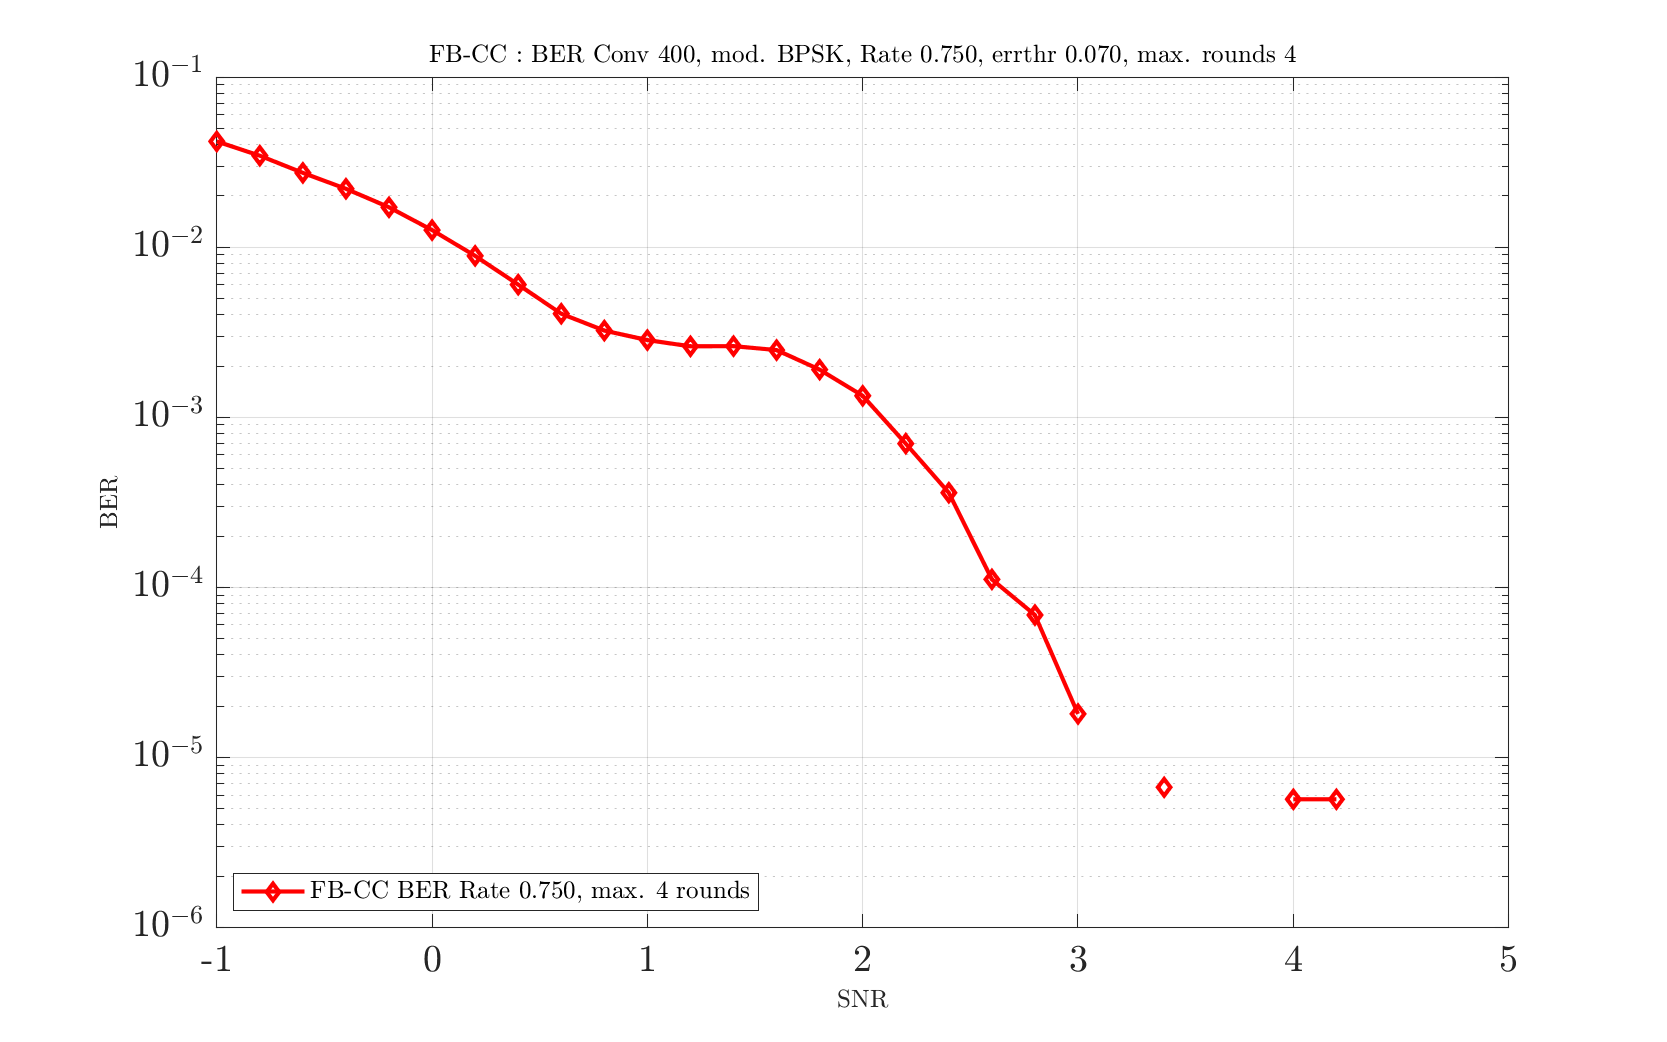 FB-CC : BER Conv 400, mod. BPSK, Rate 0.750, errthr 0.070, max. rounds 4
10⁻¹
10⁻²
10⁻³
10⁻⁴
10⁻⁵
10⁻⁶
BER
FB-CC BER Rate 0.750, max. 4 rounds
-1 0 1 2 3 4 5
SNR